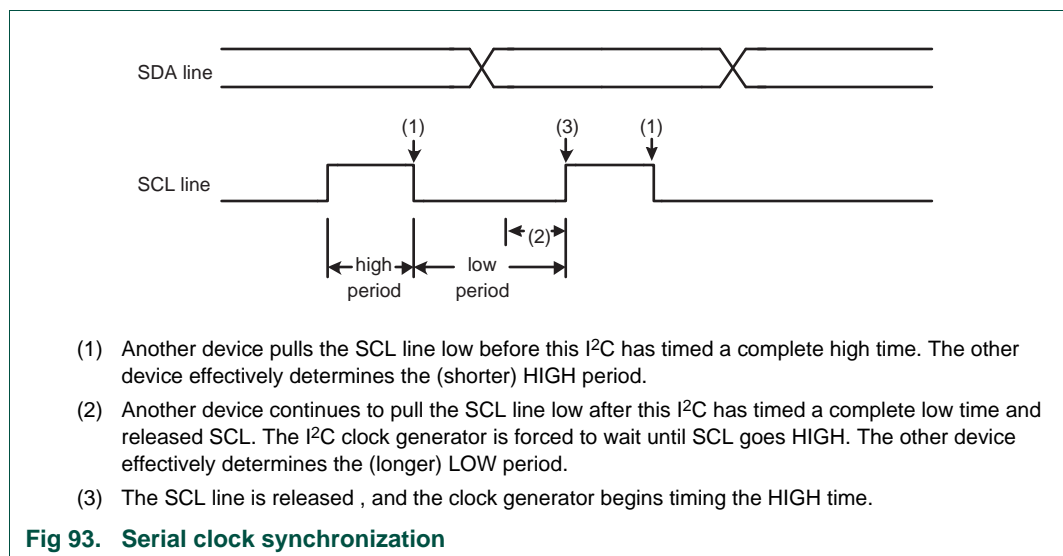 SDA line
(1) (3) (1)
SCL line
(2)
high period
low period
(1) Another device pulls the SCL line low before this I2C has timed a complete high time. The other
device effectively determines the (shorter) HIGH period.
(2) Another device continues to pull the SCL line low after this I2C has timed a complete low time and
released SCL. The I2C clock generator is forced to wait until SCL goes HIGH. The other device
effectively determines the (longer) LOW period.
(3) The SCL line is released , and the clock generator begins timing the HIGH time.
Fig 93. Serial clock synchronization